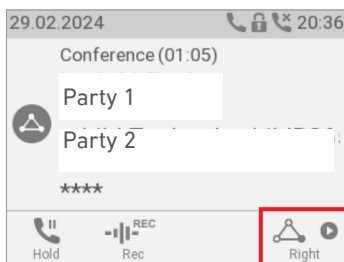 29.02.2024 20:36
Conference (01:05)
Party 1
Party 2
****
REC
Hold Rec Right